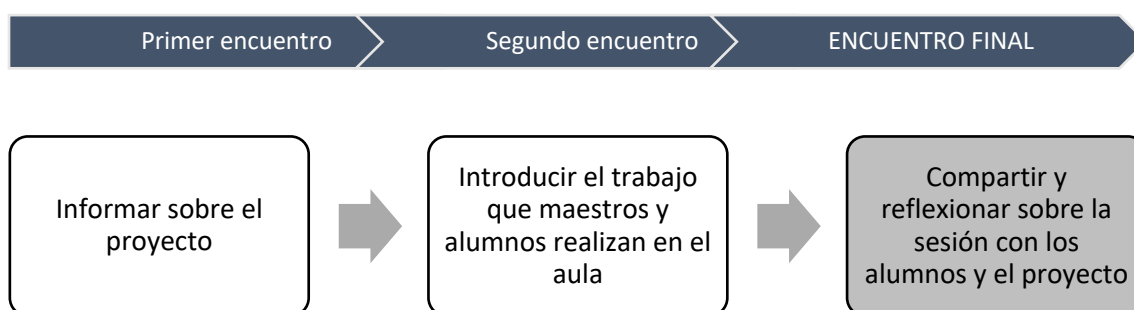 Primer encuentro
Segundo encuentro
ENCUENTRO FINAL
Informar sobre el
proyecto
Introducir el trabajo
que maestros y
alumnos realizan en el
aula
Compartir y
reflexionar sobre la
sesión con los
alumnos y el proyecto